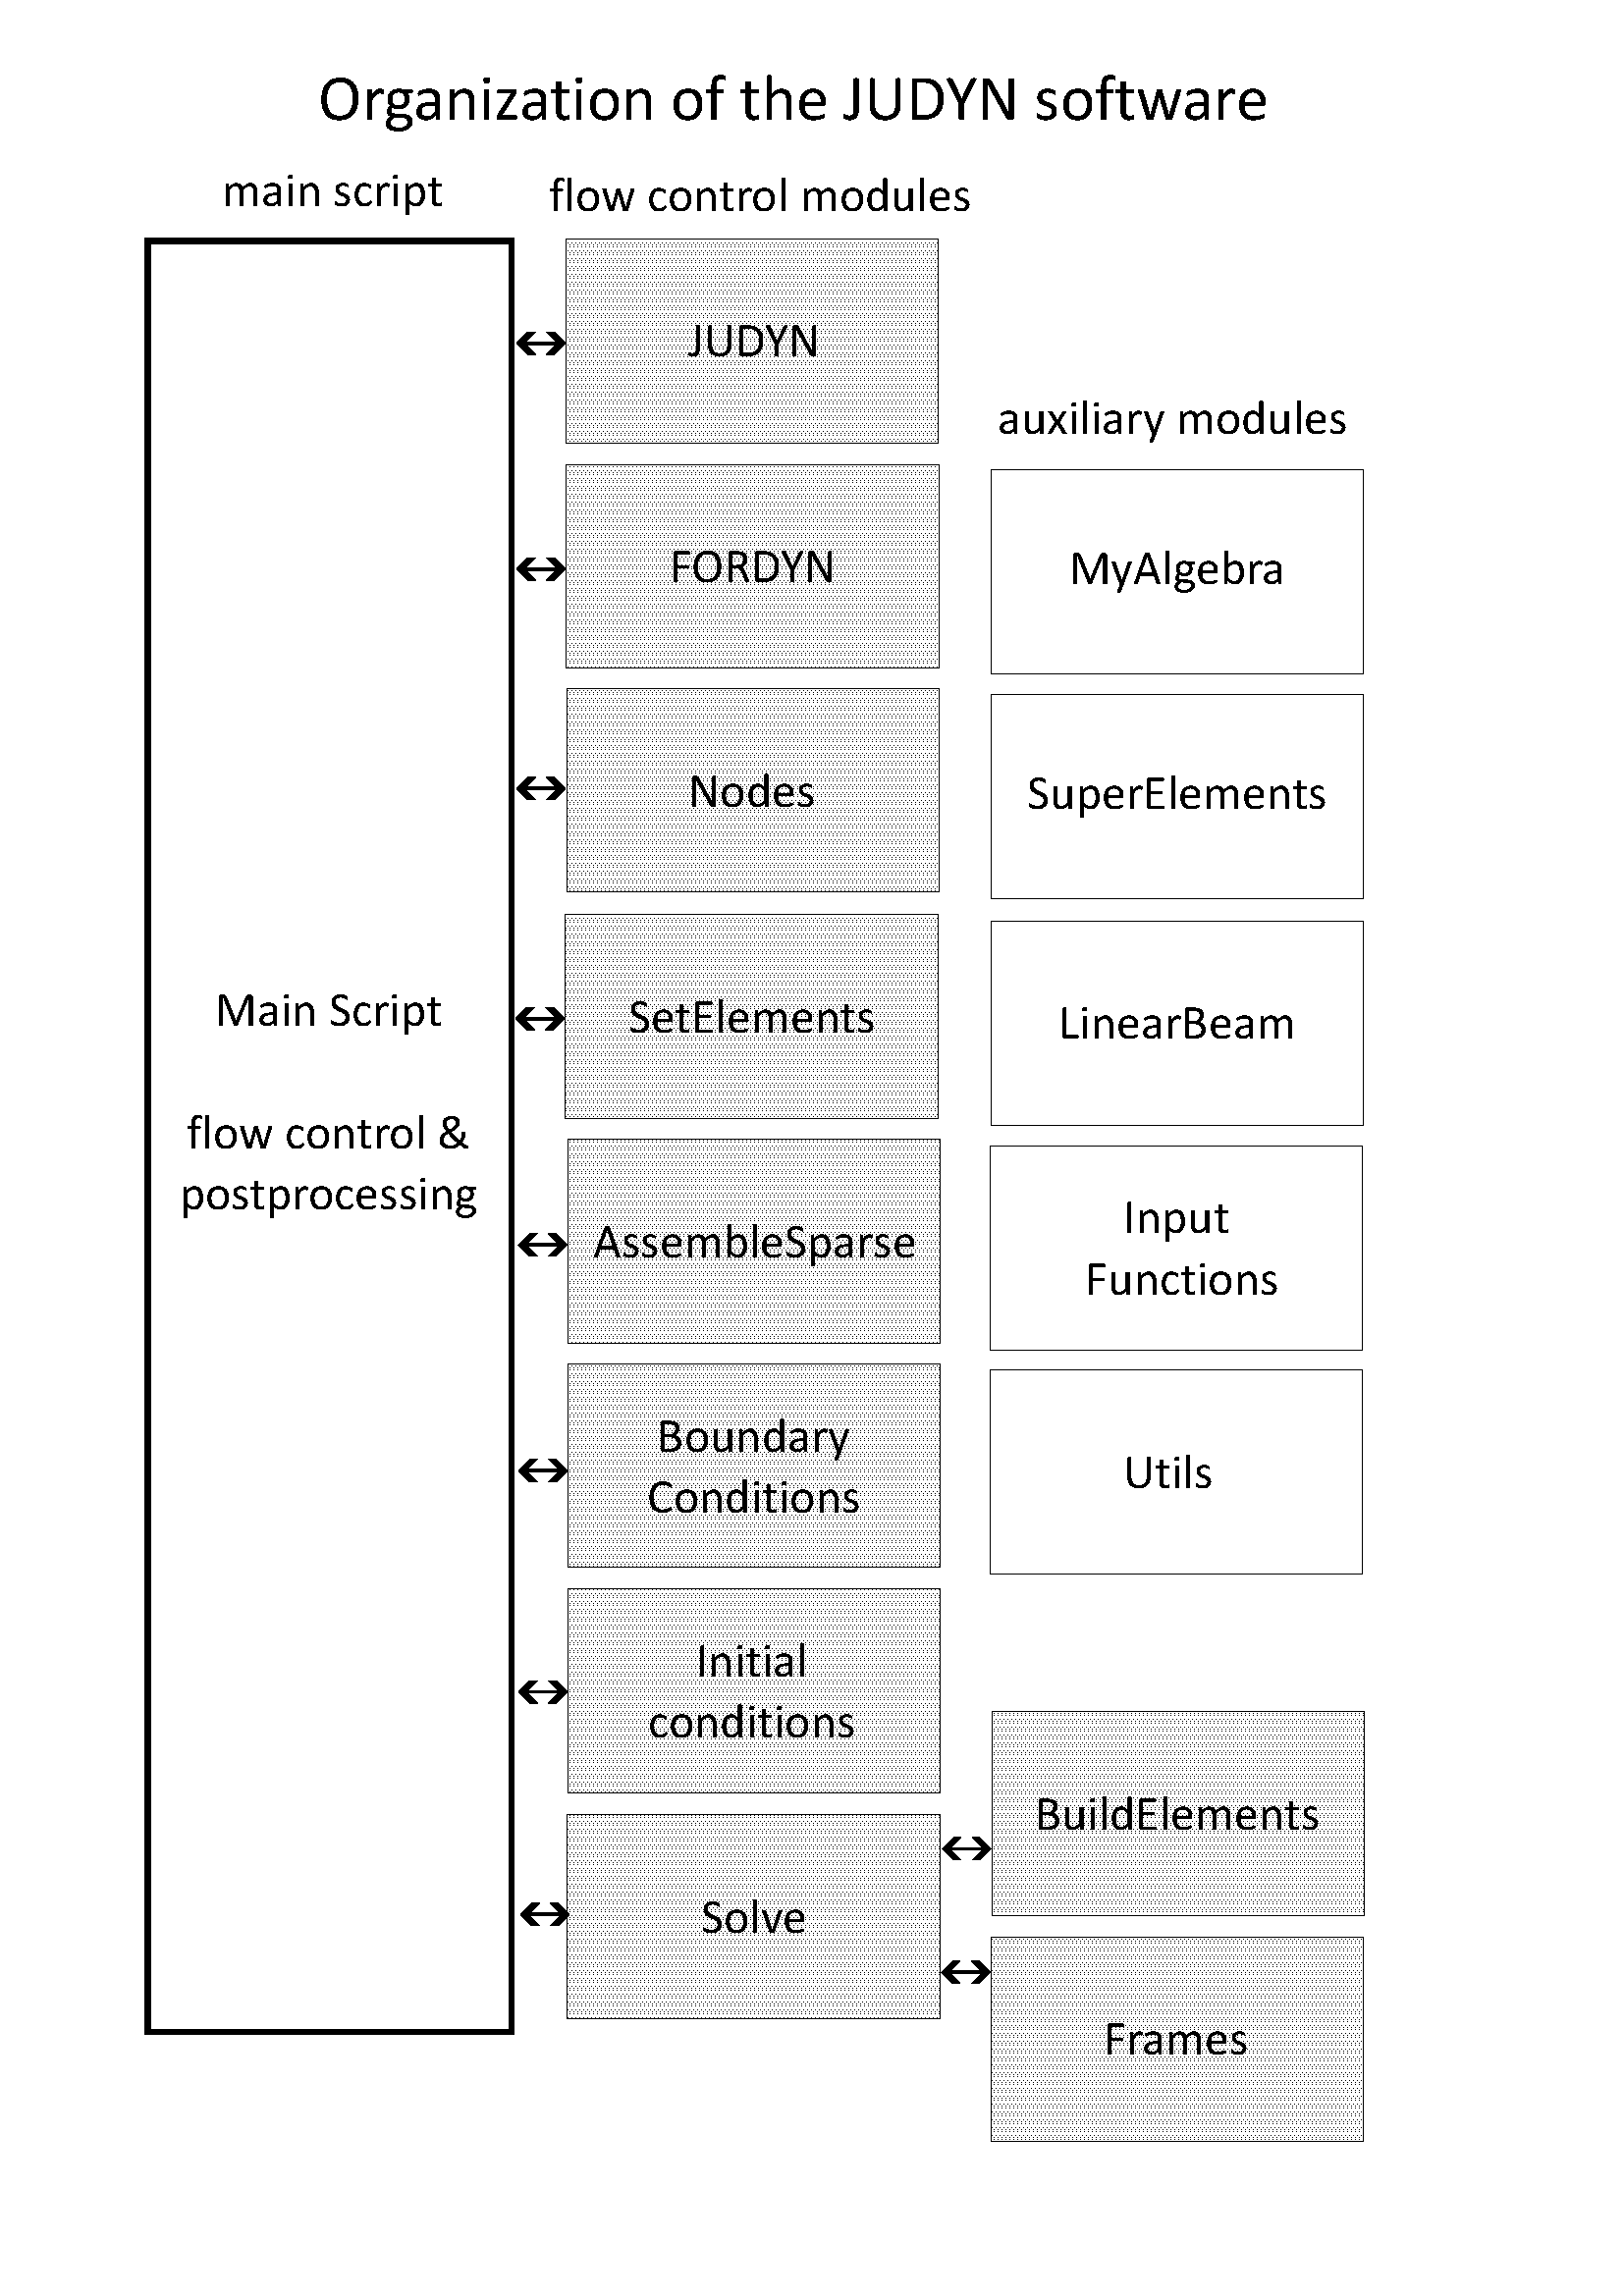 Organization of the JUDYN software
main script
flow control modules
JUDYN
auxiliary modules
FORDYN
MyAlgebra
Nodes
SuperElements
Main Script
flow control &
postprocessing
SetElements
LinearBeam
AssembleSparse
Input
Functions
Boundary
Conditions
Utils
Initial
conditions
BuildElements
Solve
Frames